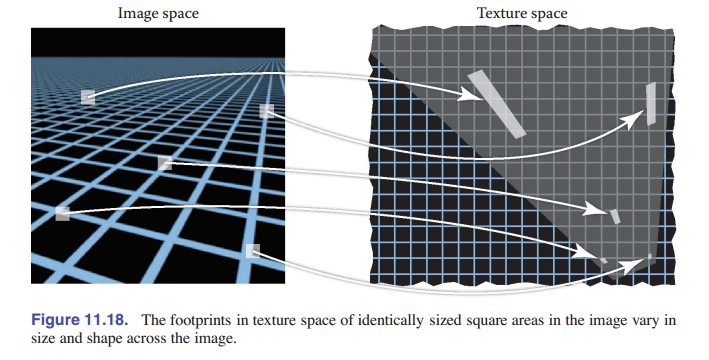 Image space
Texture space
Figure 11.18. The footprints in texture space of identically sized square areas in the image vary in
size and shape across the image.